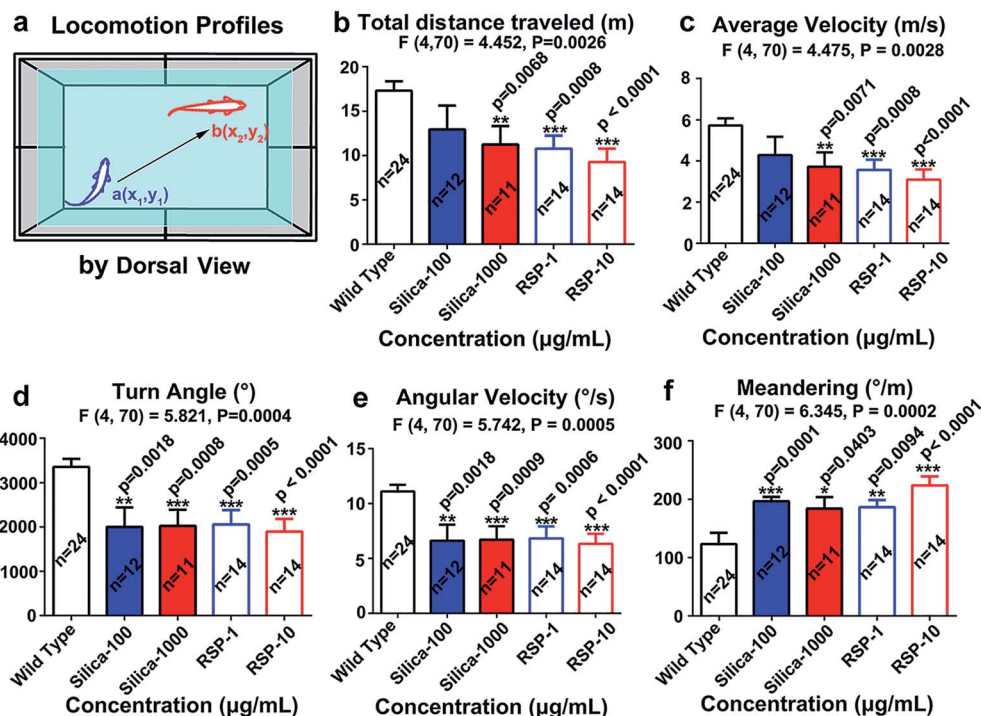 a Locomotion Profiles
b(x2,y2)
a(x1,y1)
by Dorsal View
b Total distance traveled (m)
F (4,70) = 4.452, P=0.0026
p=0.0068
p=0.0008
p < 0.0001
** *** ***
20
15
10
5
0
n=24 n=12 n=11 n=14 n=14
Wild Type Silica-100 Silica-1000 RSP-1 RSP-10
Concentration (µg/mL)
c Average Velocity (m/s)
F (4, 70) = 4.475, P = 0.0028
p=0.0071
p=0.0008
p<0.0001
** *** ***
8
6
4
2
0
n=24 n=12 n=11 n=14 n=14
Wild Type Silica-100 Silica-1000 RSP-1 RSP-10
Concentration (µg/mL)
d Turn Angle (°)
F (4, 70) = 5.821, P=0.0004
p=0.0018
p=0.0008
p=0.0005
p < 0.0001
** *** *** ***
4000
3000
2000
1000
0
n=24 n=12 n=11 n=14 n=14
Wild Type Silica-100 Silica-1000 RSP-1 RSP-10
Concentration (µg/mL)
e Angular Velocity (°/s)
F (4, 70) = 5.742, P = 0.0005
p=0.0018
p=0.0009
p= 0.0006
p < 0.0001
** *** *** ***
15
10
5
0
n=24 n=12 n=11 n=14 n=14
Wild Type Silica-100 Silica-1000 RSP-1 RSP-10
Concentration (µg/mL)
f Meandering (°/m)
F (4, 70) = 6.345, P = 0.0002
p=0.0001
p=0.0403
p=0.0094
p< 0.0001
*** * ** ***
300
200
100
0
n=24 n=12 n=11 n=14 n=14
Wild Type Silica-100 Silica-1000 RSP-1 RSP-10
Concentration (µg/mL)